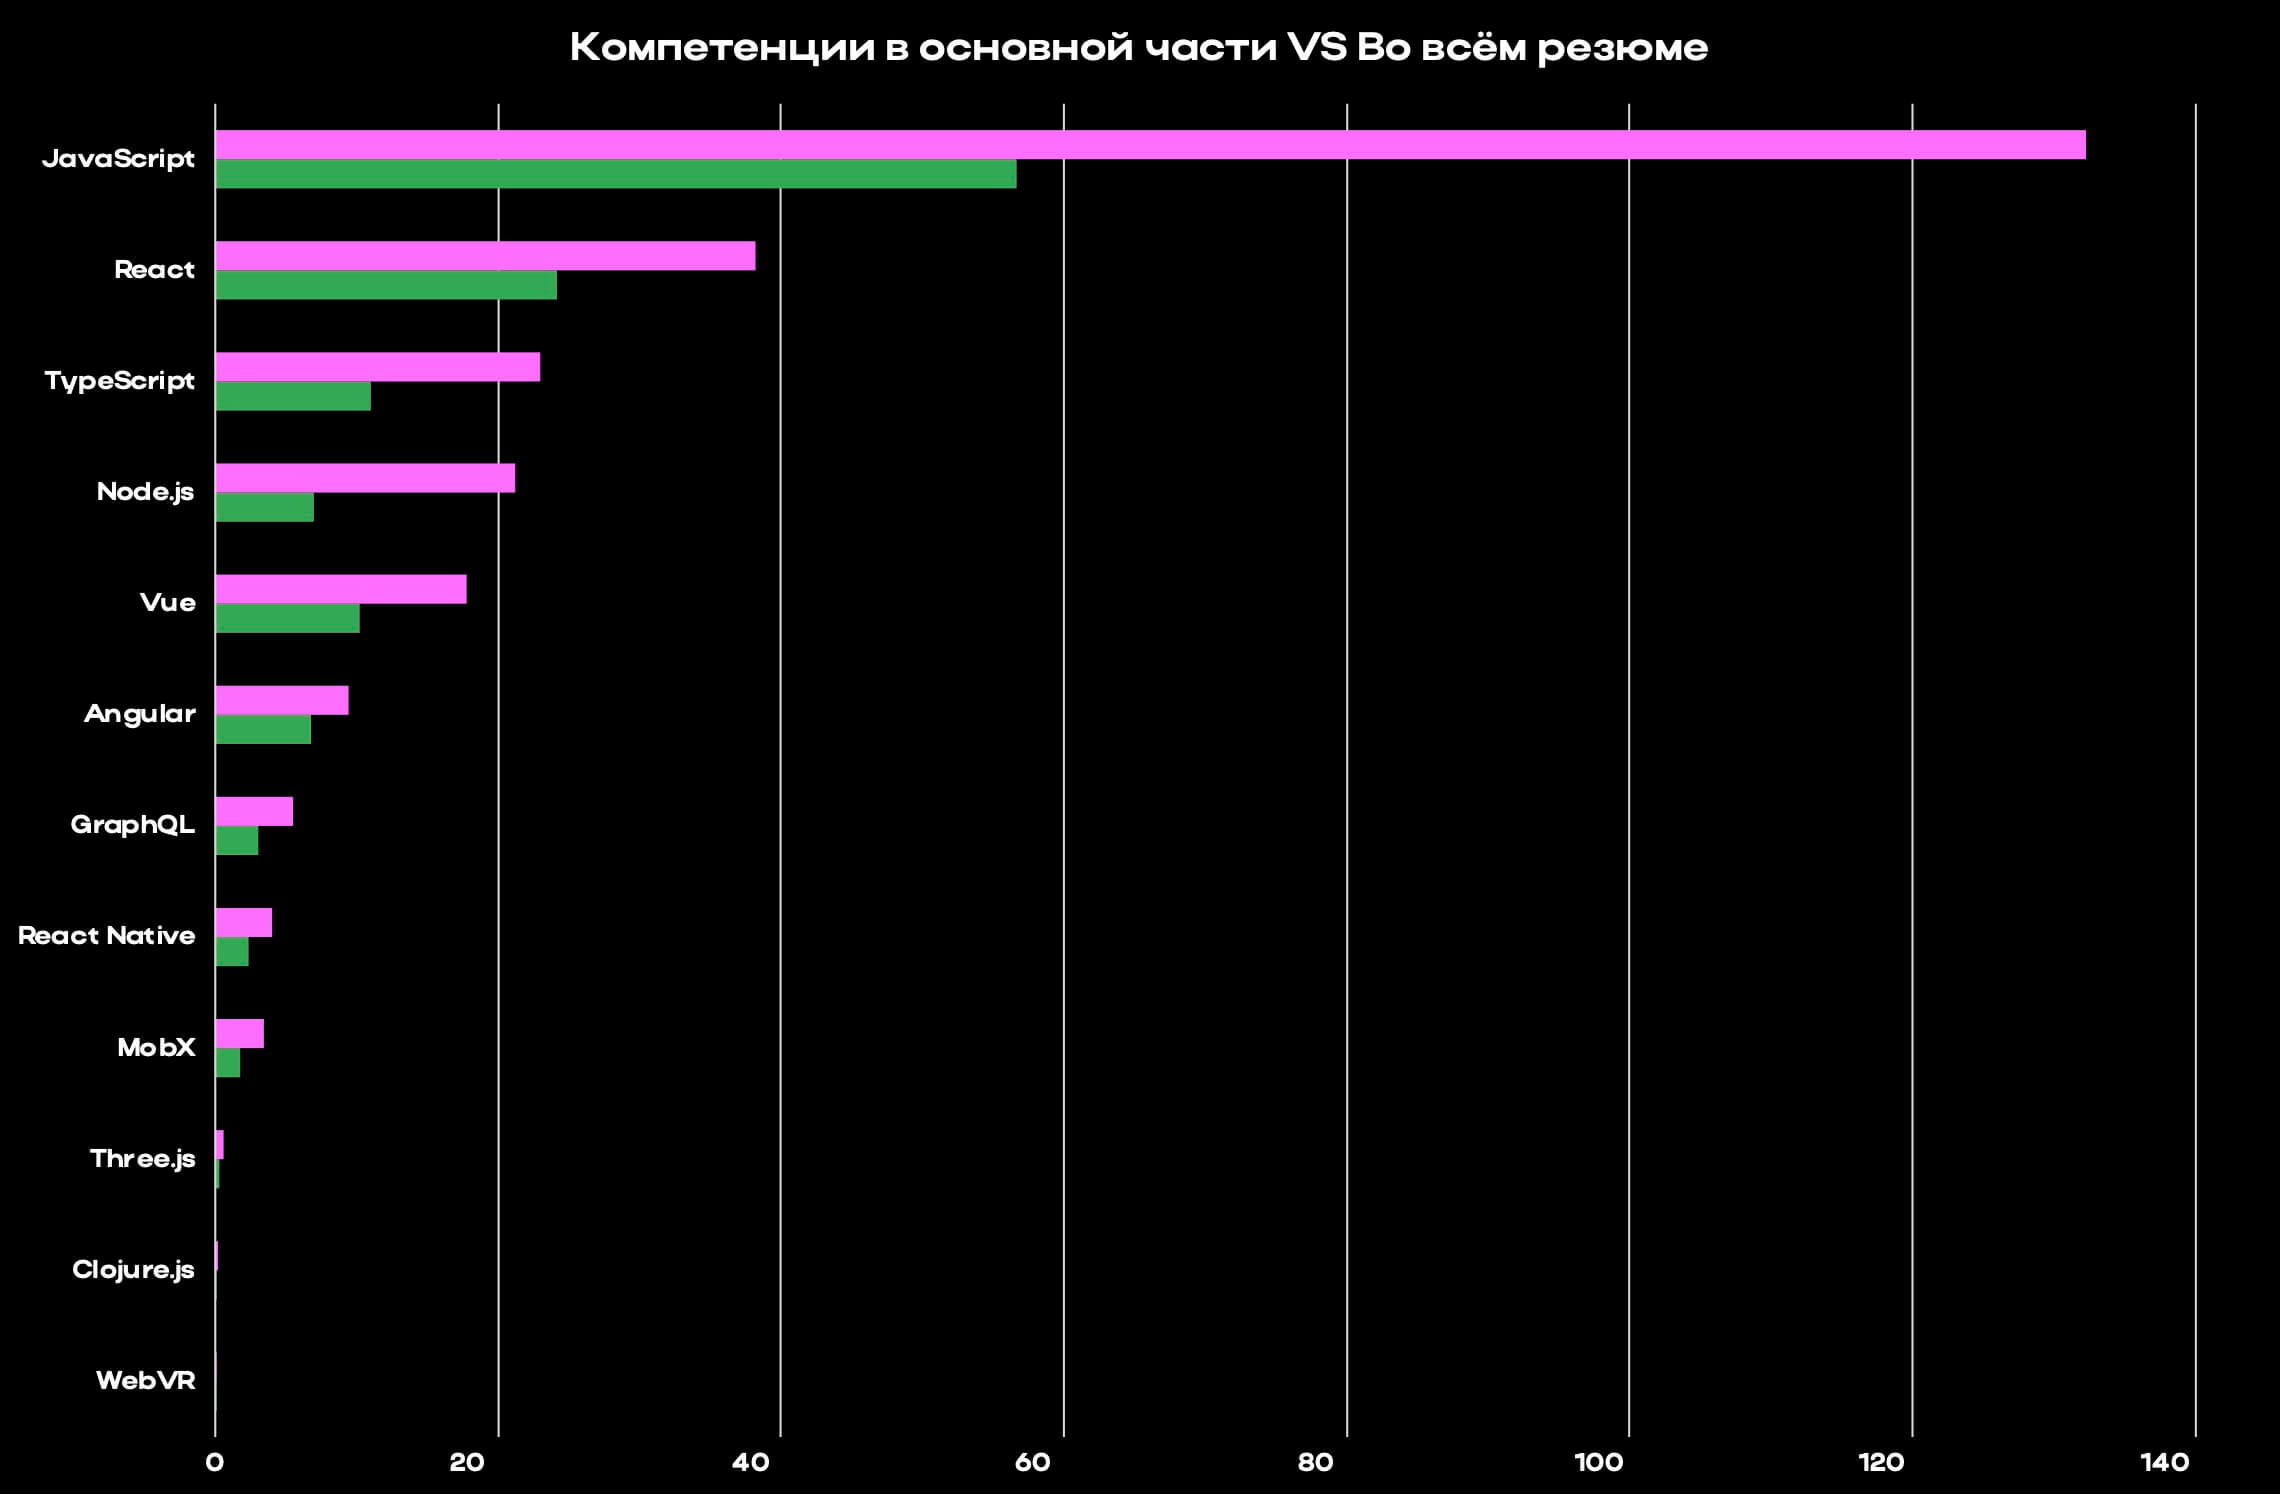 Компетенции в основной части VS Во всём резюме
JavaScript
React
TypeScript
Node.js
Vue
Angular
GraphQL
React Native
MobX
Three.js
Clojure.js
WebVR
0 20 40 60 80 100 120 140